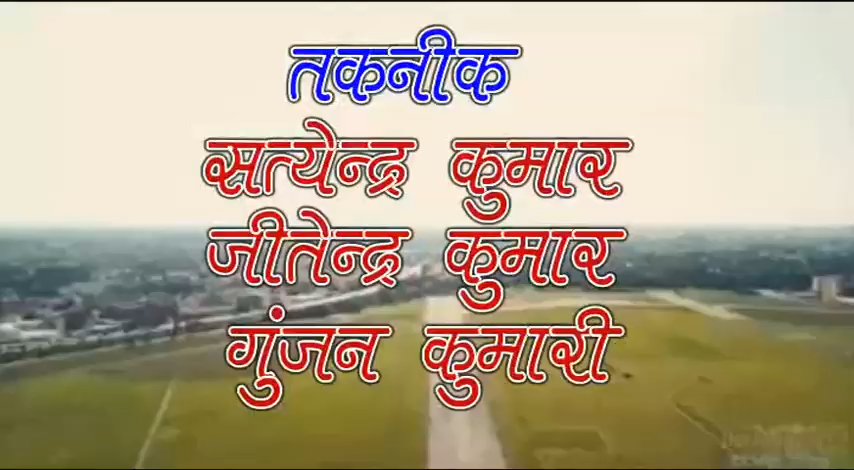 तकनीक
सत्येन्द्र कुमार
जीतेन्द्र कुमार
गुंजन कुमारी